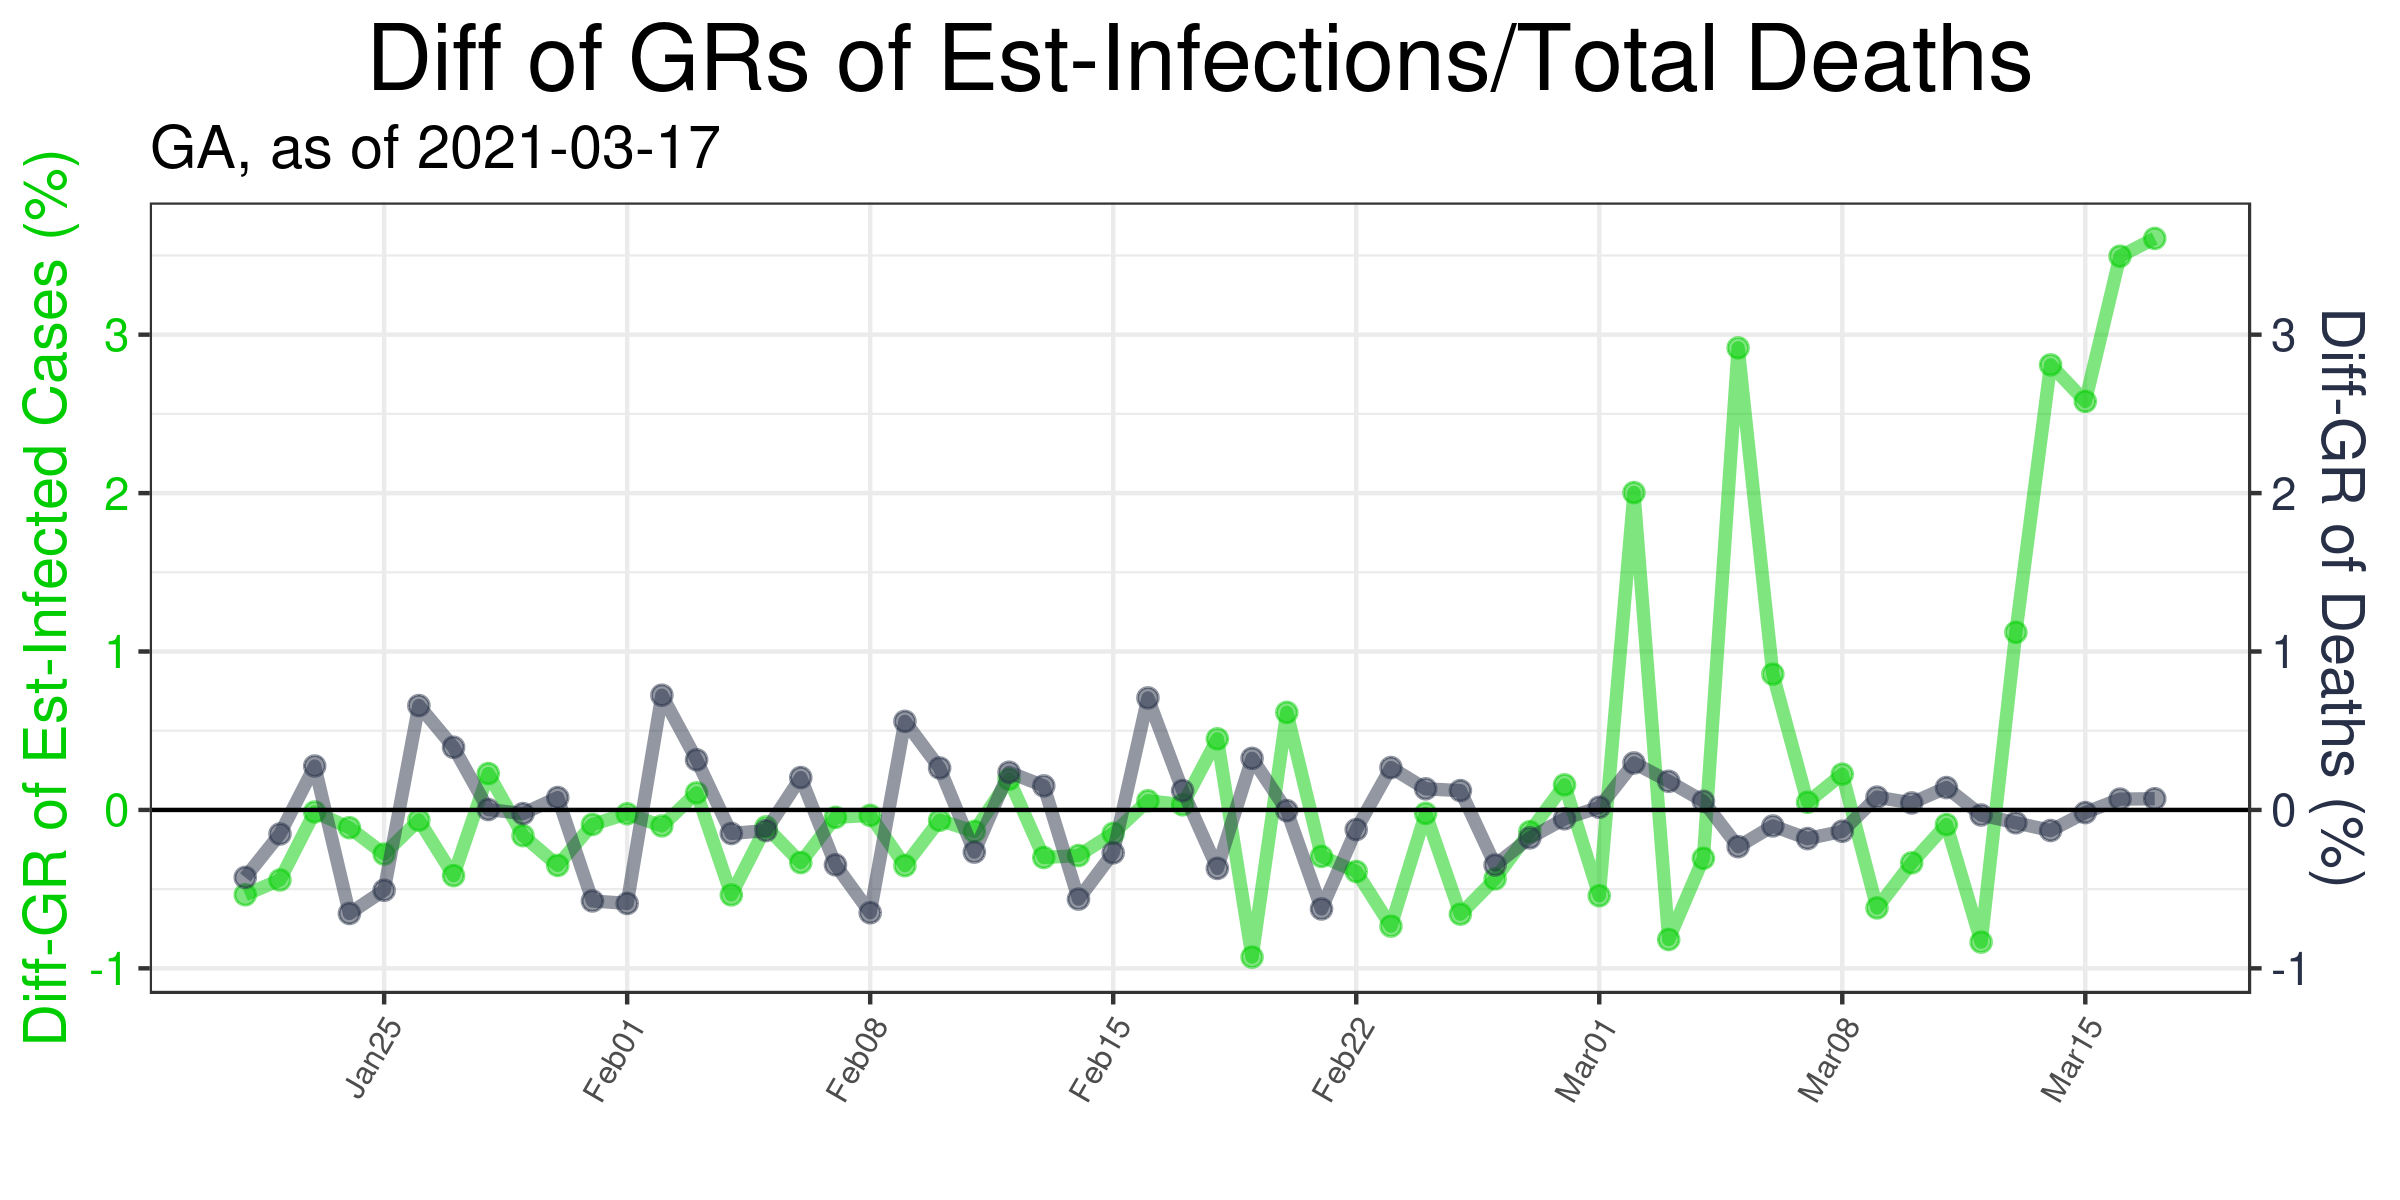 Diff of GRs of Est-Infections/Total Deaths
GA, as of 2021-03-17
Diff-GR of Est-Infected Cases (%)
3
2
1
0
-1
3
2
1
0
-1
Diff-GR of Deaths (%)
Jan25
Feb01
Feb08
Feb15
Feb22
Mar01
Mar08
Mar15